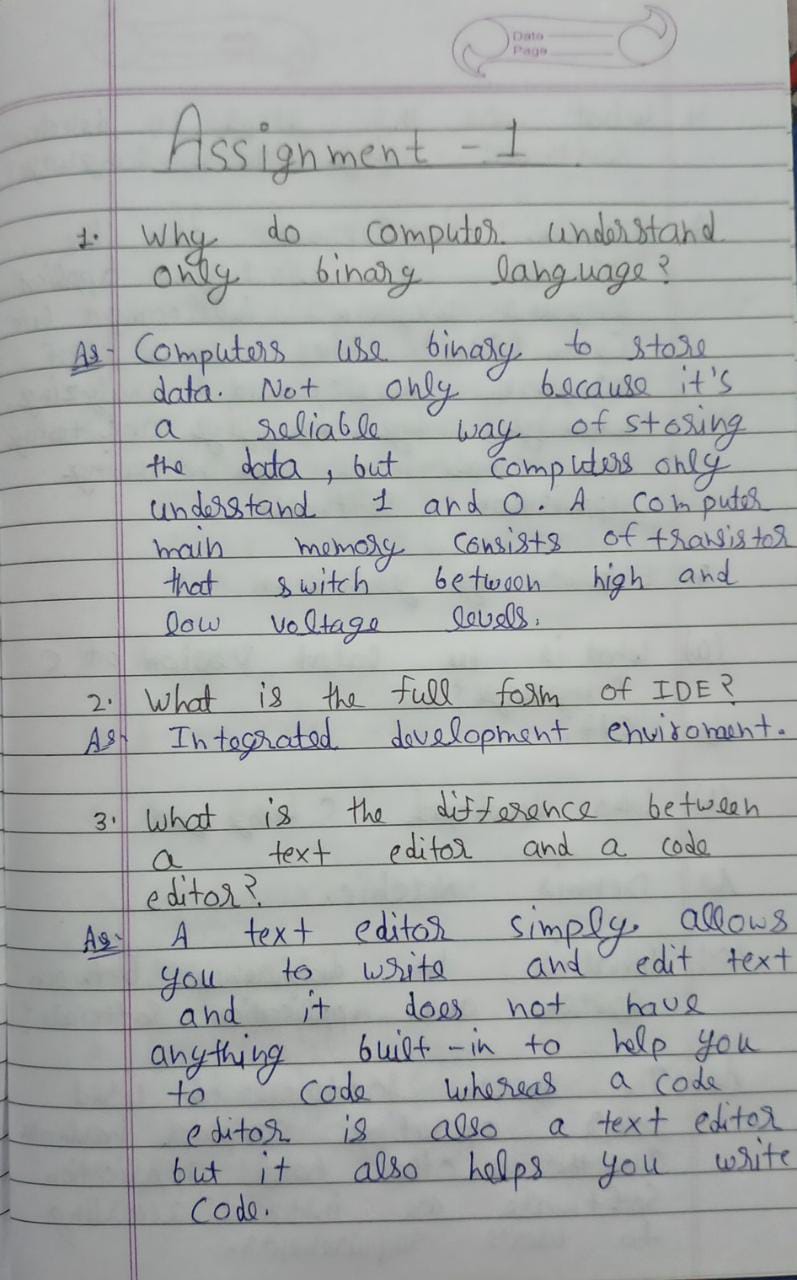 Date
Page
Assignment - 1
1. Why do computer understand
only binary language?
As- Computers use binary to store
data. Not only because it's
a reliable way of storing
the data, but computers only
understand 1 and 0. A computer
main memory consists of transistor
that switch between high and
low voltage levels.
2. What is the full form of IDE?
As- Integrated development enviroment.
3. What is the difference between
a text editor and a code
editor?
As- A text editor simply allows
you to write and edit text
and it does not have
anything built-in to help you
to code whereas a code
editor is also a text editor
but it also helps you write
code.